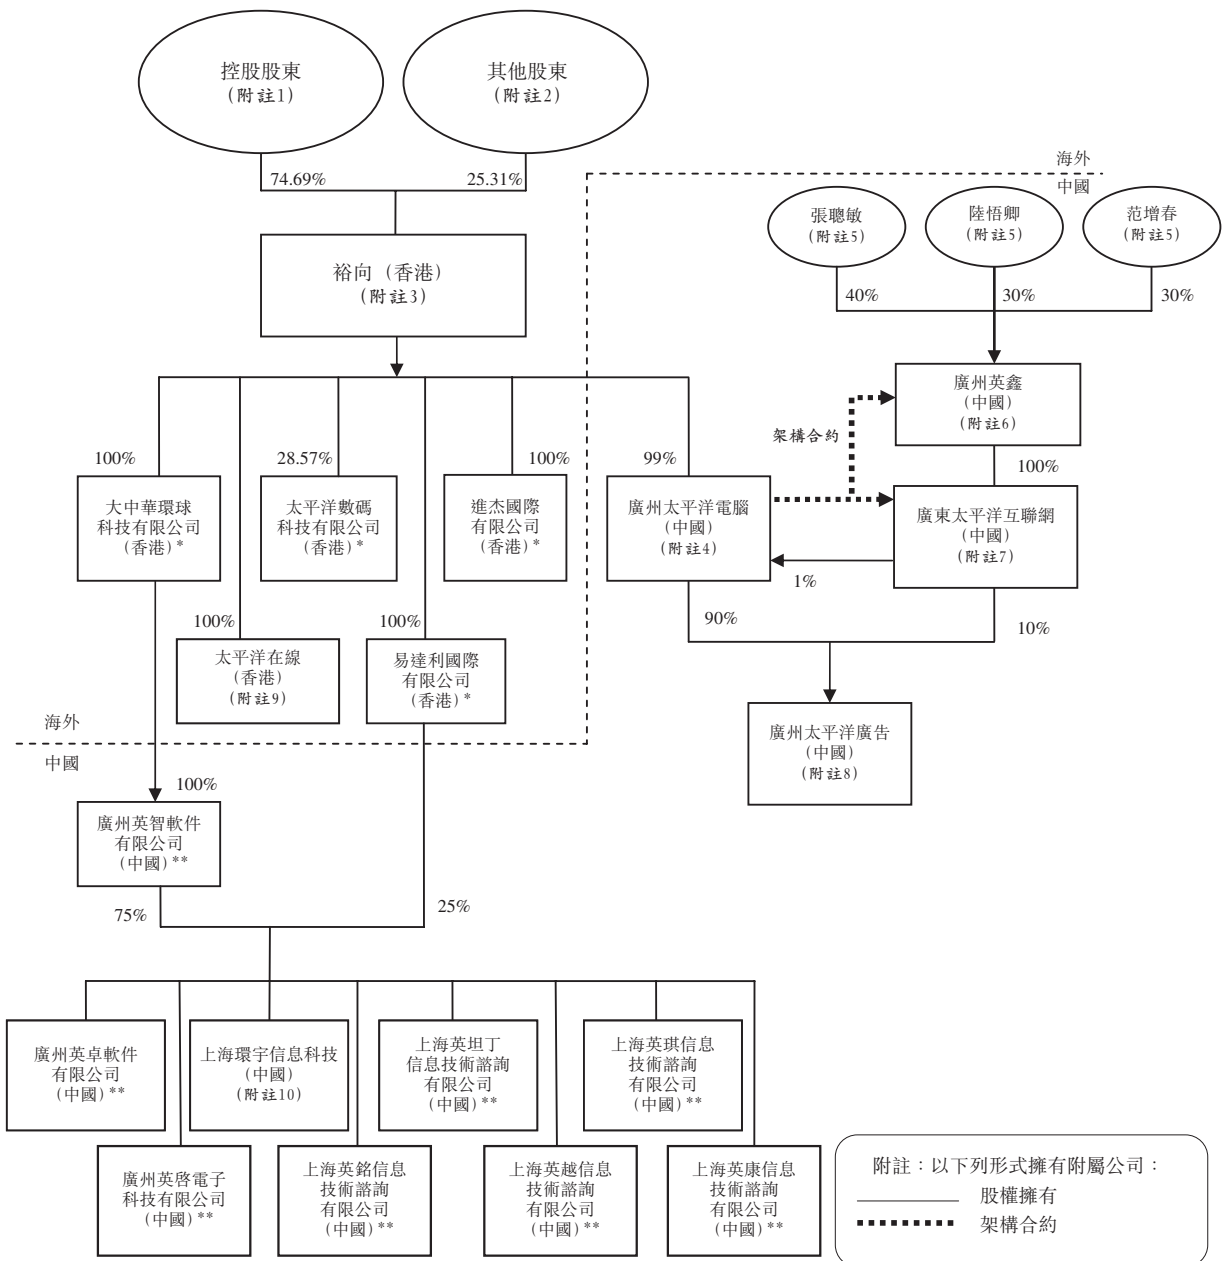 控股股東
(附註1)
其他股東
(附註2)
74.69%
25.31%
海外
中國
張聰敏
(附註5)
陸悟卿
(附註5)
范增春
(附註5)
裕向（香港）
(附註3)
40%
30%
30%
廣州英鑫
(中國)
(附註6)
架構合約
100%
28.57%
100%
99%
100%
大中華環球
科技有限公司
(香港)*
太平洋數碼
科技有限公司
(香港)*
進杰國際
有限公司
(香港)*
廣州太平洋電腦
(中國)
(附註4)
廣東太平洋互聯網
(中國)
(附註7)
1%
100%
100%
90%
10%
太平洋在線
(香港)
(附註9)
易達利國際
有限公司
(香港)*
海外
中國
廣州太平洋廣告
(中國)
(附註8)
100%
廣州英智軟件
有限公司
(中國)**
75%
25%
廣州英卓軟件
有限公司
(中國)**
上海環宇信息科技
(中國)
(附註10)
上海英坦丁
信息技術諮詢
有限公司
(中國)**
上海英琪信息
技術諮詢
有限公司
(中國)**
廣州英啓電子
科技有限公司
(中國)**
上海英銘信息
技術諮詢
有限公司
(中國)**
上海英越信息
技術諮詢
有限公司
(中國)**
上海英康信息
技術諮詢
有限公司
(中國)**
附註：以下列形式擁有附屬公司：
股權擁有
架構合約